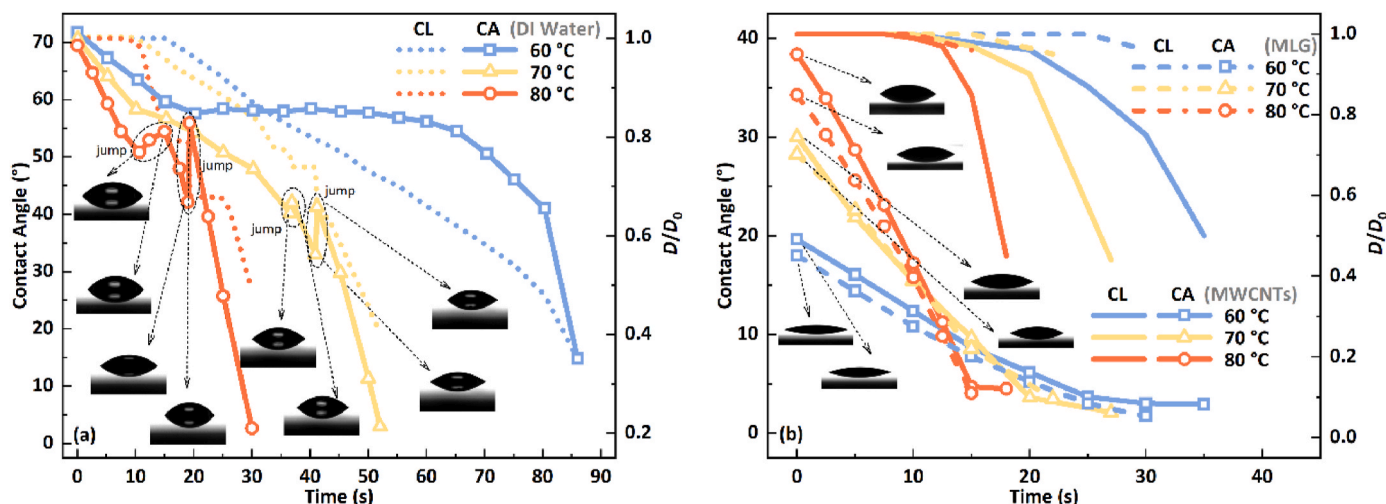 CL CA (DI Water)
60 °C
70 °C
80 °C
70
60
50
40
30
20
10
0
Contact Angle (°)
1.0
0.8
0.6
0.4
0.2
D/D0
jump
jump
jump
jump
(a)
0 10 20 30 40 50 60 70 80 90
Time (s)
CL CA (MLG)
60 °C
70 °C
80 °C
CL CA (MWCNTs)
60 °C
70 °C
80 °C
40
30
20
10
0
Contact Angle (°)
1.0
0.8
0.6
0.4
0.2
0.0
D/D0
(b)
0 10 20 30 40
Time (s)